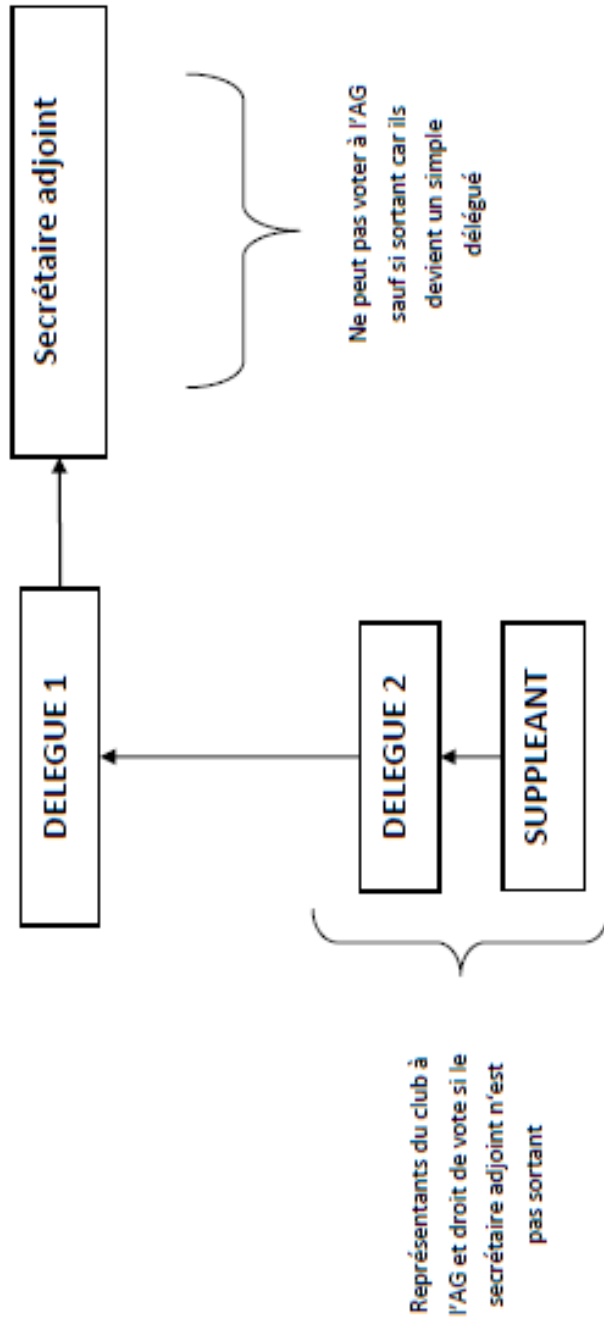 DELEGUE 1
Secrétaire adjoint
Ne peut pas voter à l'AG
sauf si sortant car ils
devient un simple
délégué
DELEGUE 2
SUPPLEANT
Représentants du club à
l'AG et droit de vote si le
secrétaire adjoint n'est
pas sortant